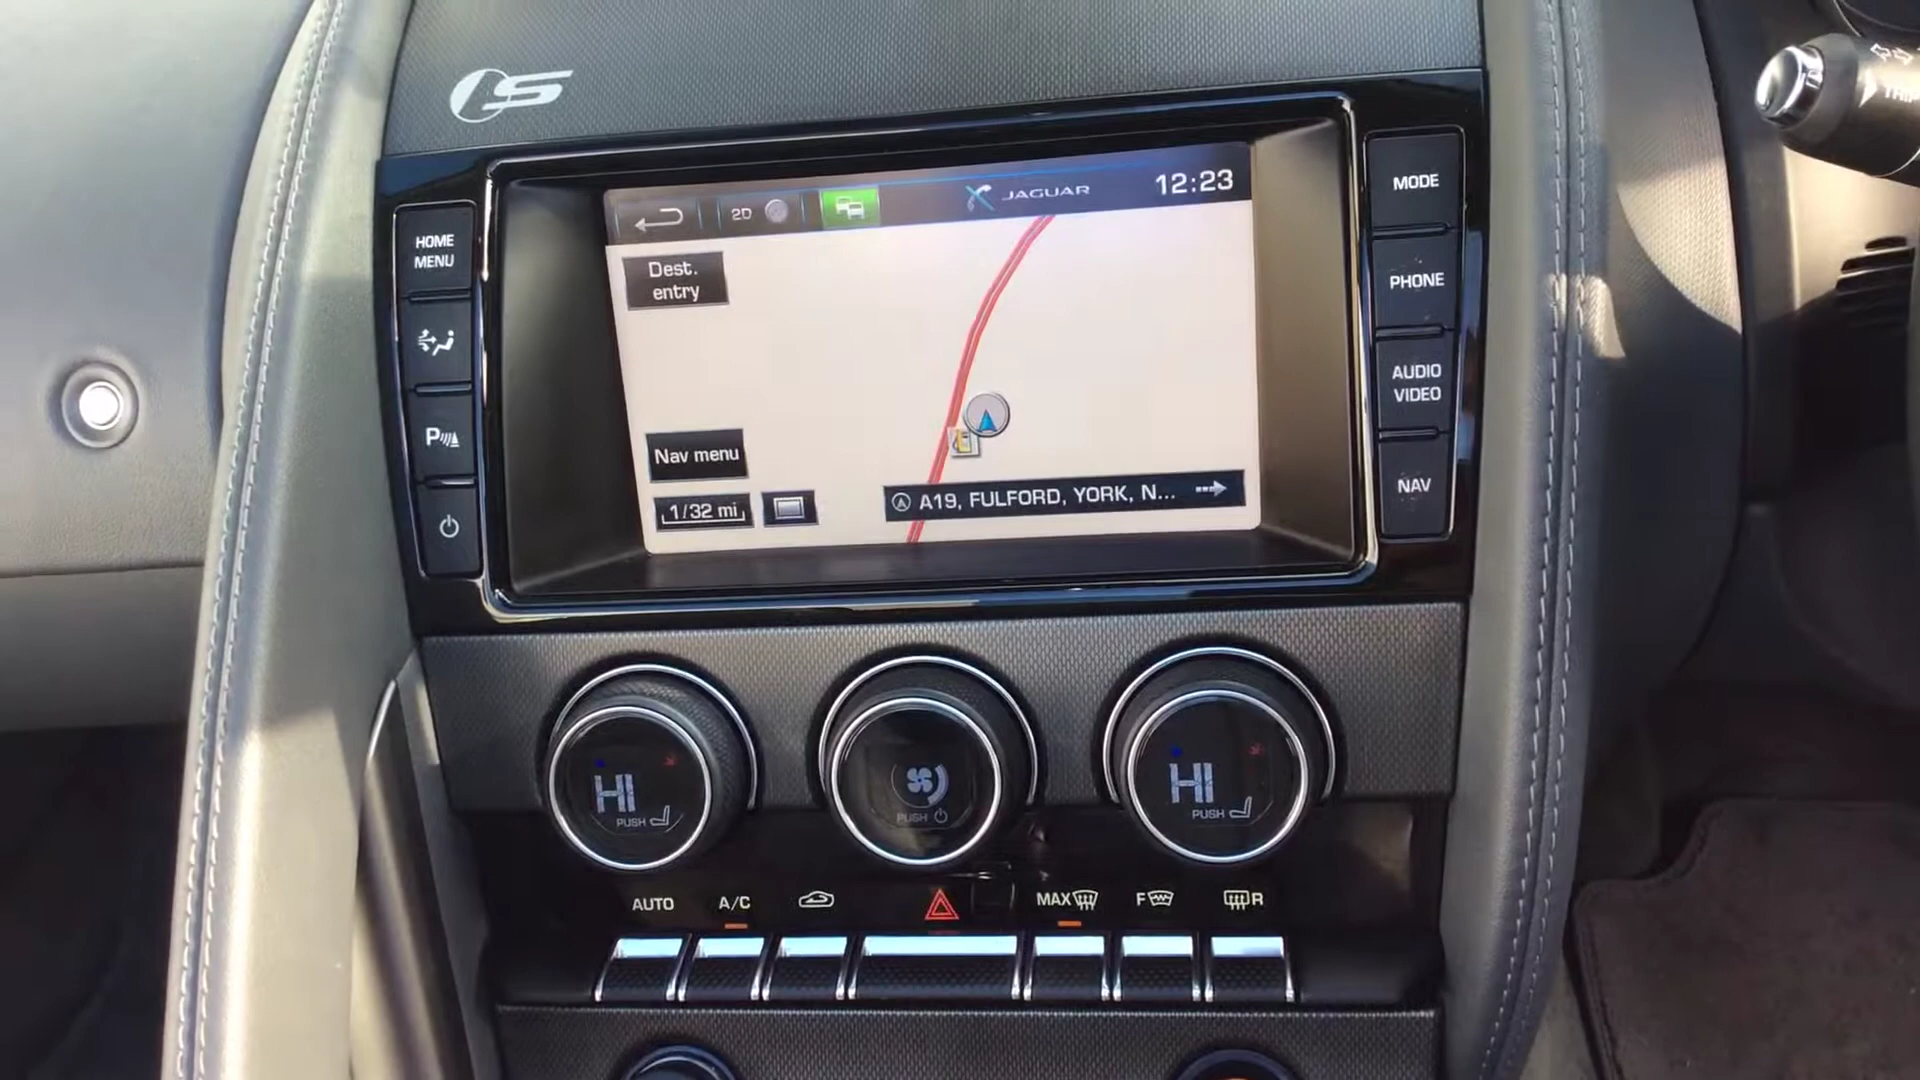 S
2D
JAGUAR
12:23
Dest.
entry
Nav menu
1/32 mi
A19, FULFORD, YORK, N...
HOME
MENU
P
MODE
PHONE
AUDIO
VIDEO
NAV
TRIP
HI
PUSH
PUSH
HI
PUSH
AUTO
A/C
MAX
F
R